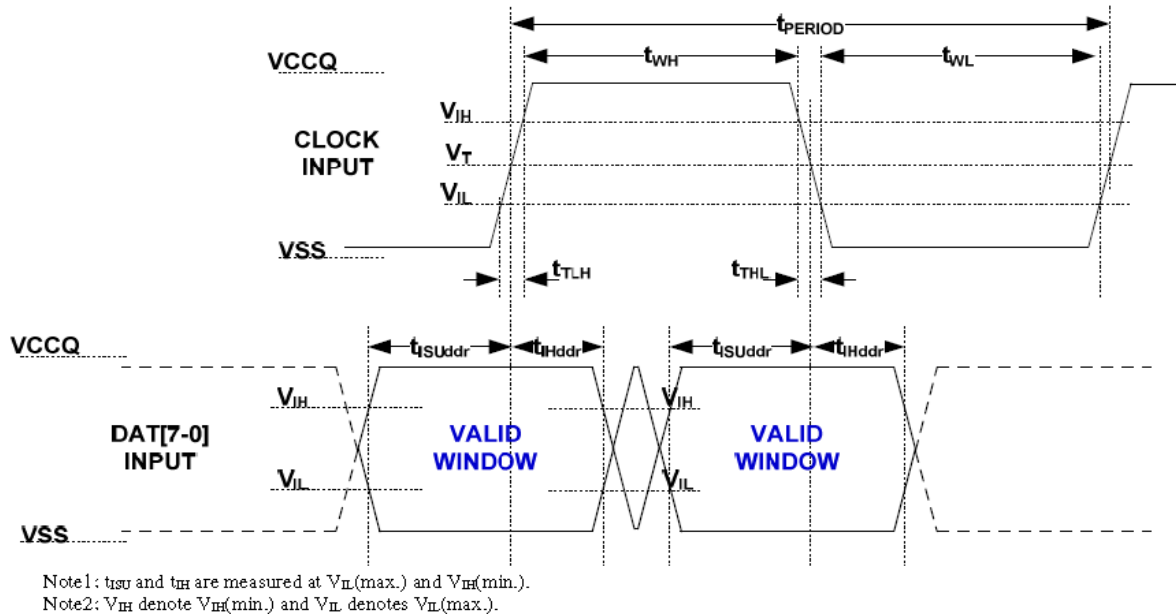 tPERIOD
VCCQ
tWH
tWL
VIH
CLOCK
INPUT
VT
VIL
VSS
tTLH
tTHL
VCCQ
tISUddr
tIHddr
tISUddr
tIHddr
VIH
VIH
DAT[7-0]
INPUT
VALID
WINDOW
VALID
WINDOW
VIL
VIL
VSS
Note1: tISU and tIH are measured at VIL(max.) and VIH(min.).
Note2: VIH denote VIH(min.) and VIL denotes VIL(max.).